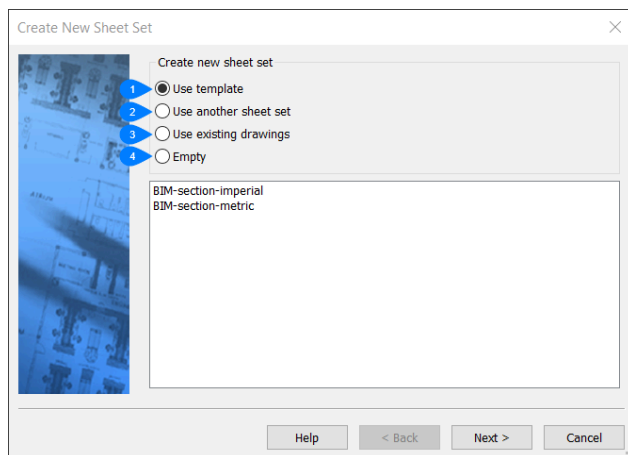 Create New Sheet Set
Create new sheet set
1 Use template
2 Use another sheet set
3 Use existing drawings
4 Empty
BIM-section-imperial
BIM-section-metric
Help < Back Next > Cancel